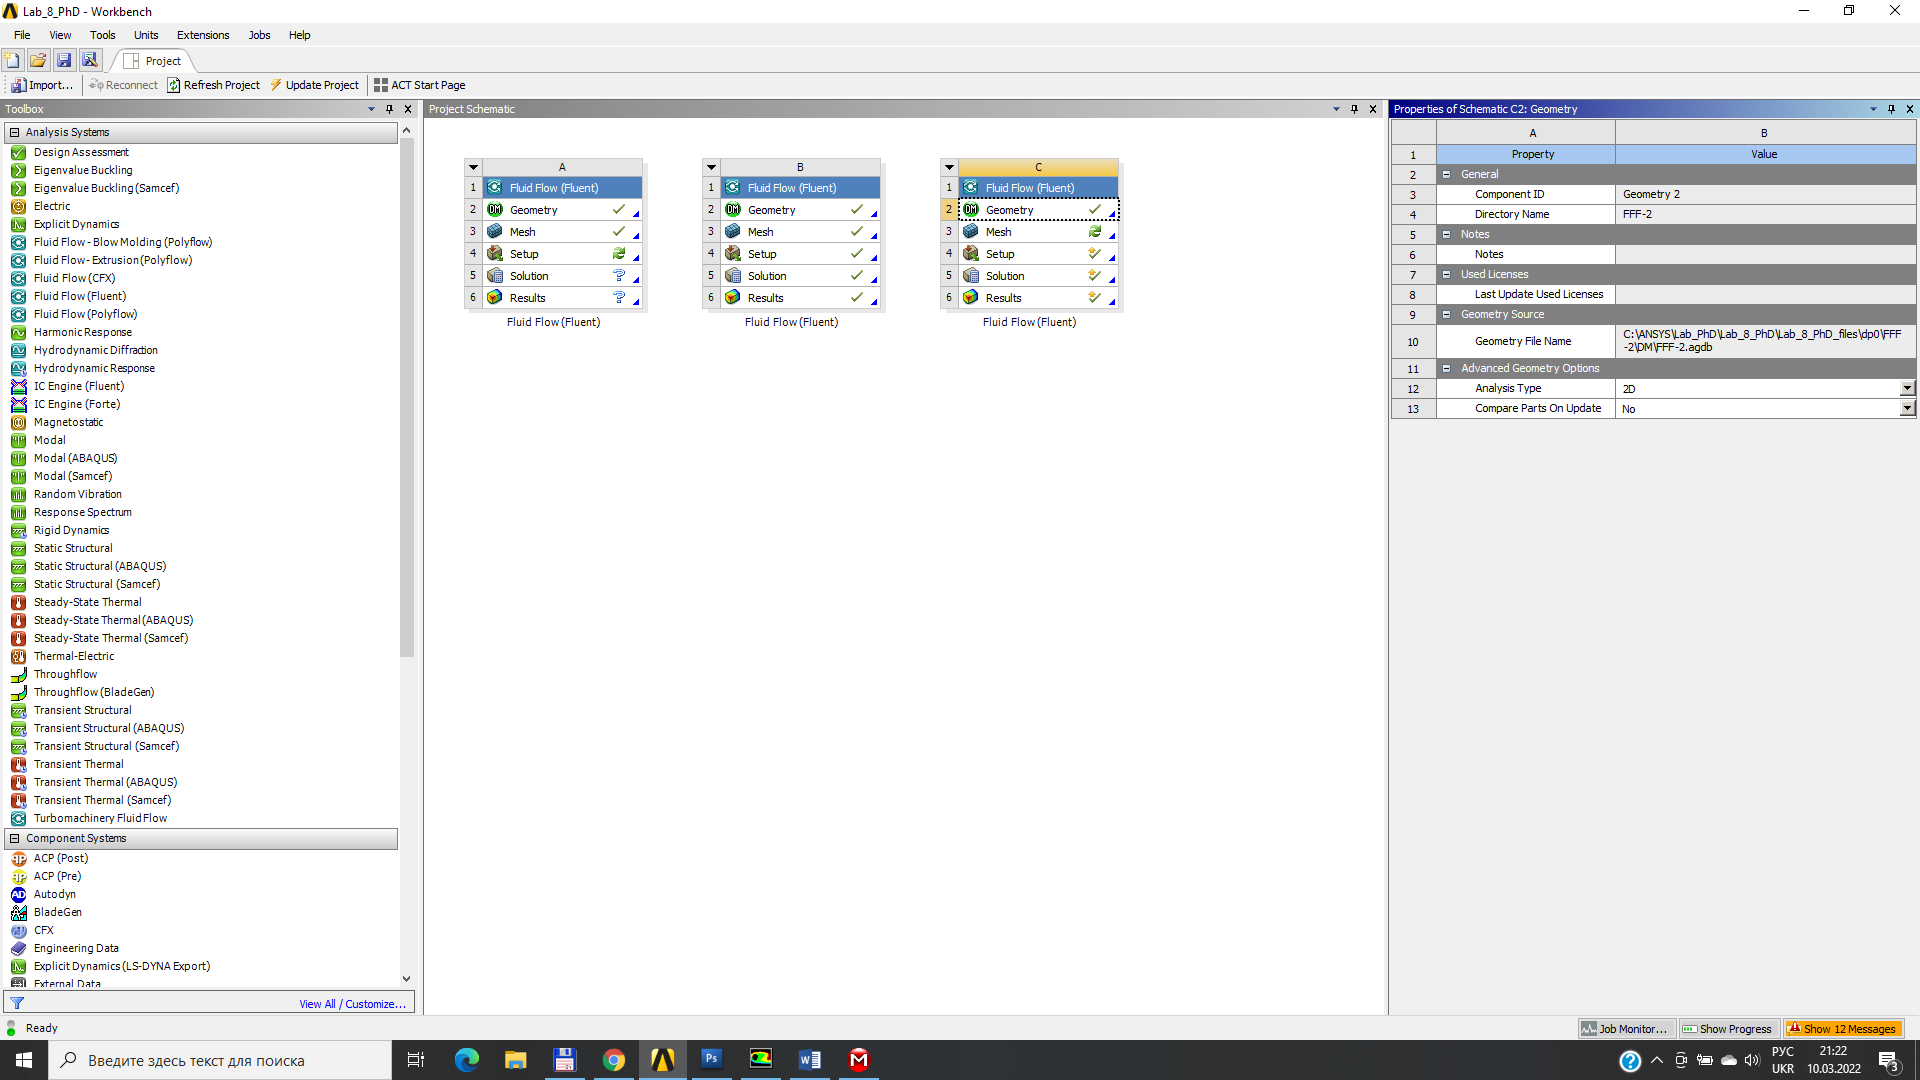 Lab_8_PhD - Workbench
File View Tools Units Extensions Jobs Help
Project
Import... Reconnect Refresh Project Update Project ACT Start Page
Toolbox
Analysis Systems
Design Assessment
Eigenvalue Buckling
Eigenvalue Buckling (Samcef)
Electric
Explicit Dynamics
Fluid Flow - Blow Molding (Polyflow)
Fluid Flow- Extrusion (Polyflow)
Fluid Flow (CFX)
Fluid Flow (Fluent)
Fluid Flow (Polyflow)
Harmonic Response
Hydrodynamic Diffraction
Hydrodynamic Response
IC Engine (Fluent)
IC Engine (Forte)
Magnetostatic
Modal
Modal (ABAQUS)
Modal (Samcef)
Random Vibration
Response Spectrum
Rigid Dynamics
Static Structural
Static Structural (ABAQUS)
Static Structural (Samcef)
Steady-State Thermal
Steady-State Thermal (ABAQUS)
Steady-State Thermal (Samcef)
Thermal-Electric
Throughflow
Throughflow (BladeGen)
Transient Structural
Transient Structural (ABAQUS)
Transient Structural (Samcef)
Transient Thermal
Transient Thermal (ABAQUS)
Transient Thermal (Samcef)
Turbomachinery Fluid Flow
Component Systems
ACP (Post)
ACP (Pre)
Autodyn
BladeGen
CFX
Engineering Data
Explicit Dynamics (LS-DYNA Export)
External Data
View All / Customize...
Project Schematic
A
1 Fluid Flow (Fluent)
2 Geometry
3 Mesh
4 Setup
5 Solution
6 Results
Fluid Flow (Fluent)
B
1 Fluid Flow (Fluent)
2 Geometry
3 Mesh
4 Setup
5 Solution
6 Results
Fluid Flow (Fluent)
C
1 Fluid Flow (Fluent)
2 Geometry
3 Mesh
4 Setup
5 Solution
6 Results
Fluid Flow (Fluent)
Properties of Schematic C2: Geometry
A B
1 Property Value
2 General
3 Component ID Geometry 2
4 Directory Name FFF-2
5 Notes
6 Notes
7 Used Licenses
8 Last Update Used Licenses
9 Geometry Source
10 Geometry File Name C:\ANSYS\Lab_PhD\Lab_8_PhD\Lab_8_PhD_files\dp0\FFF
-2\DM\FFF-2.agdb
11 Advanced Geometry Options
12 Analysis Type 2D
13 Compare Parts On Update No
Ready
Job Monitor... Show Progress Show 12 Messages
Введите здесь текст для поиска
РУС 21:22
UKR 10.03.2022
3